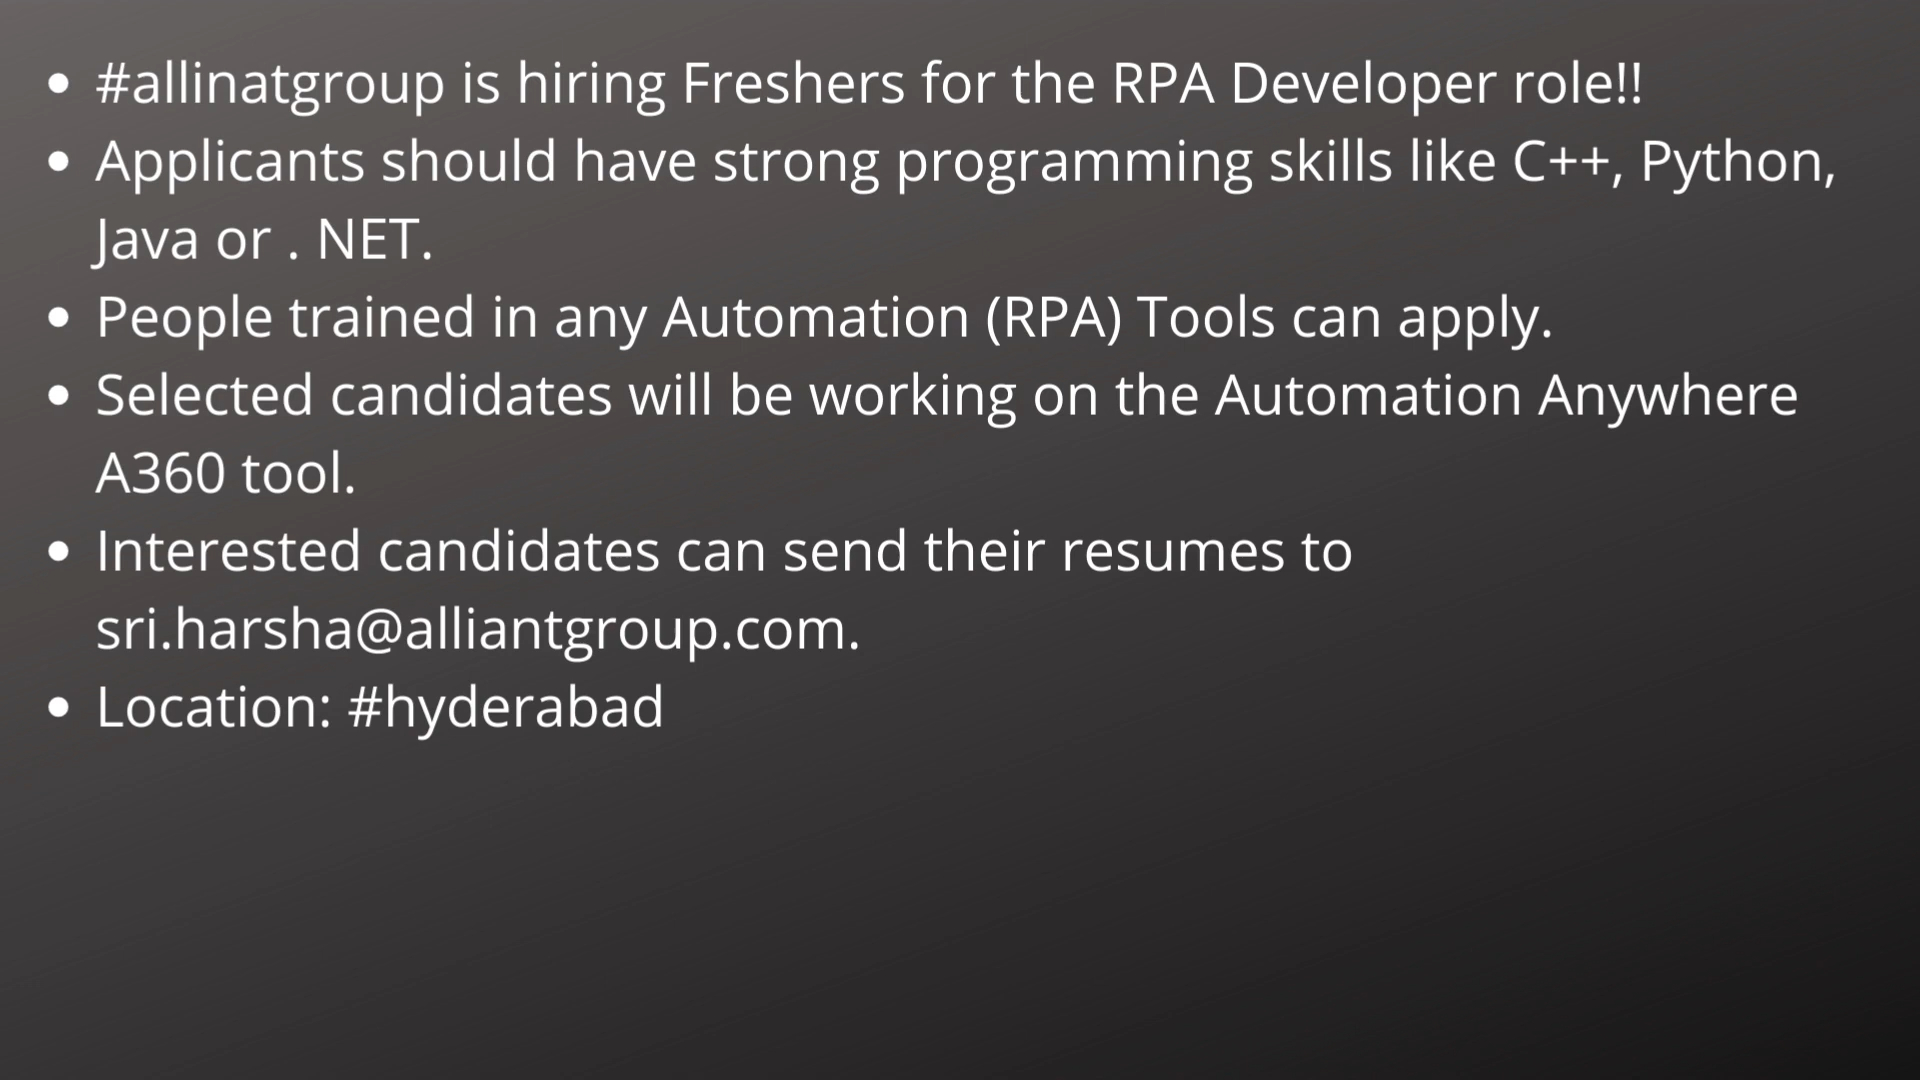 • #allinatgroup is hiring Freshers for the RPA Developer role!!
• Applicants should have strong programming skills like C++, Python,
Java or . NET.
• People trained in any Automation (RPA) Tools can apply.
• Selected candidates will be working on the Automation Anywhere
A360 tool.
• Interested candidates can send their resumes to
sri.harsha@alliantgroup.com.
• Location: #hyderabad